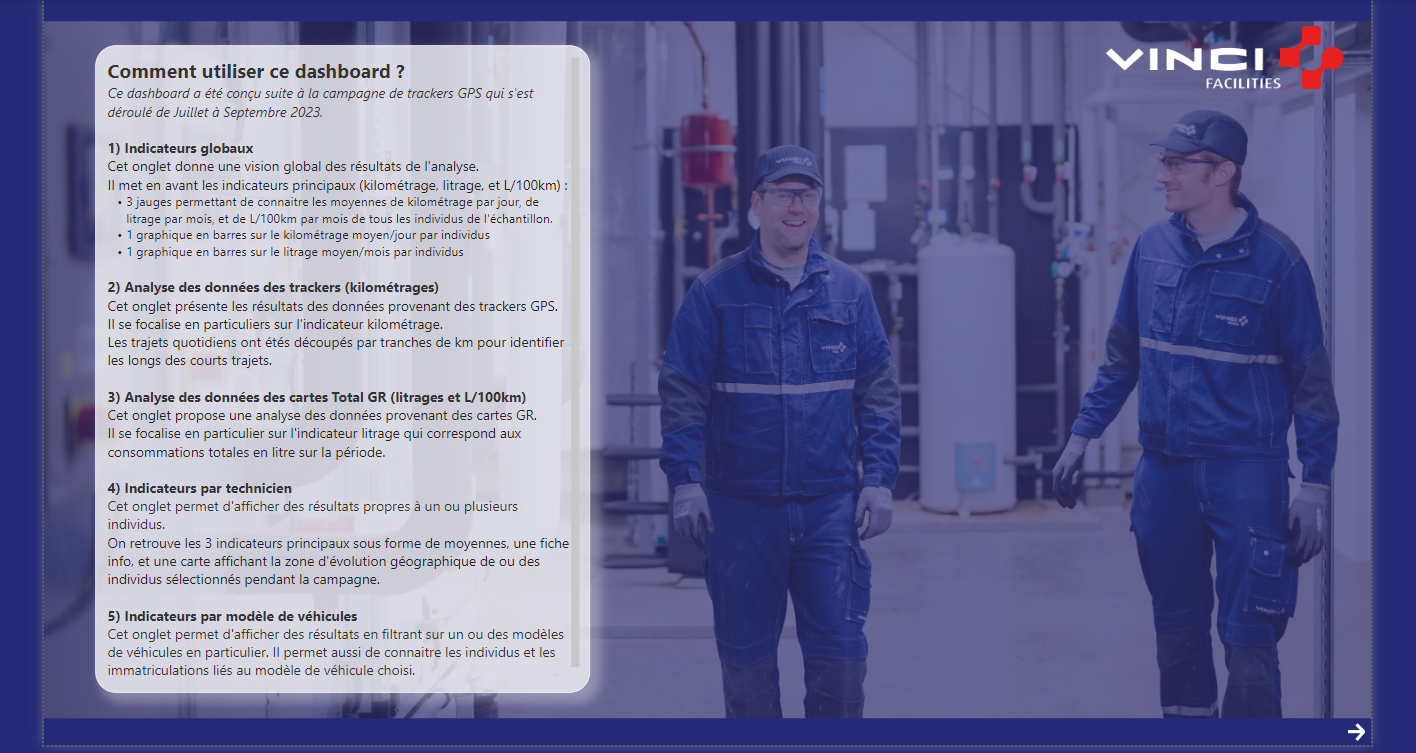 Comment utiliser ce dashboard ?
Ce dashboard a été conçu suite à la campagne de trackers GPS qui s'est
déroulé de Juillet à Septembre 2023.
1) Indicateurs globaux
Cet onglet donne une vision global des résultats de l'analyse.
Il met en avant les indicateurs principaux (kilométrage, litrage, et L/100km) :
• 3 jauges permettant de connaitre les moyennes de kilométrage par jour, de
litrage par mois, et de L/100km par mois de tous les individus de l'échantillon.
• 1 graphique en barres sur le kilométrage moyen/jour par individus
• 1 graphique en barres sur le litrage moyen/mois par individus
2) Analyse des données des trackers (kilométrages)
Cet onglet présente les résultats des données provenant des trackers GPS.
Il se focalise en particuliers sur l'indicateur kilométrage.
Les trajets quotidiens ont étés découpés par tranches de km pour identifier
les longs des courts trajets.
3) Analyse des données des cartes Total GR (litrages et L/100km)
Cet onglet propose une analyse des données provenant des cartes GR.
Il se focalise en particulier sur l'indicateur litrage qui correspond aux
consommations totales en litre sur la période.
4) Indicateurs par technicien
Cet onglet permet d'afficher des résultats propres à un ou plusieurs
individus.
On retrouve les 3 indicateurs principaux sous forme de moyennes, une fiche
info, et une carte affichant la zone d'évolution géographique de ou des
individus sélectionnés pendant la campagne.
5) Indicateurs par modèle de véhicules
Cet onglet permet d'afficher des résultats en filtrant sur un ou des modèles
de véhicules en particulier. Il permet aussi de connaitre les individus et les
immatriculations liés au modèle de véhicule choisi.
VINCI
FACILITIES
VINCI
VINCI
VINCI